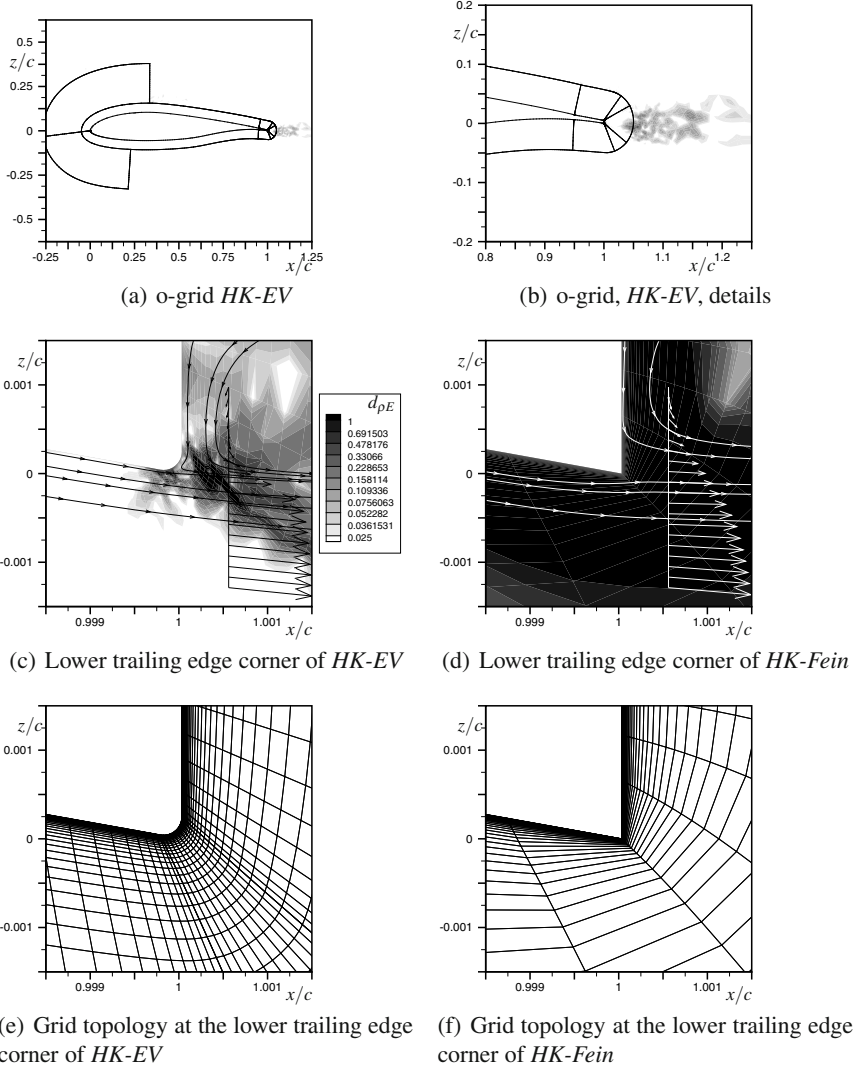 0.5
z/c
0.25
0
-0.25
-0.5
-0.25 0 0.25 0.5 0.75 1 1.25
x/c
(a) o-grid HK-EV
0.2
z/c
0.1
0
-0.1
-0.2
0.8 0.9 1 1.1 1.2
x/c
(b) o-grid, HK-EV, details
z/c
0.001
0
-0.001
0.999 1 1.001
x/c
dρE
1
0.691503
0.478176
0.33066
0.228653
0.158114
0.109336
0.0756063
0.052282
0.0361531
0.025
(c) Lower trailing edge corner of HK-EV
z/c
0.001
0
-0.001
0.999 1 1.001
x/c
(d) Lower trailing edge corner of HK-Fein
z/c
0.001
0
-0.001
0.999 1 1.001
x/c
(e) Grid topology at the lower trailing edge
corner of HK-EV
z/c
0.001
0
-0.001
0.999 1 1.001
x/c
(f) Grid topology at the lower trailing edge
corner of HK-Fein